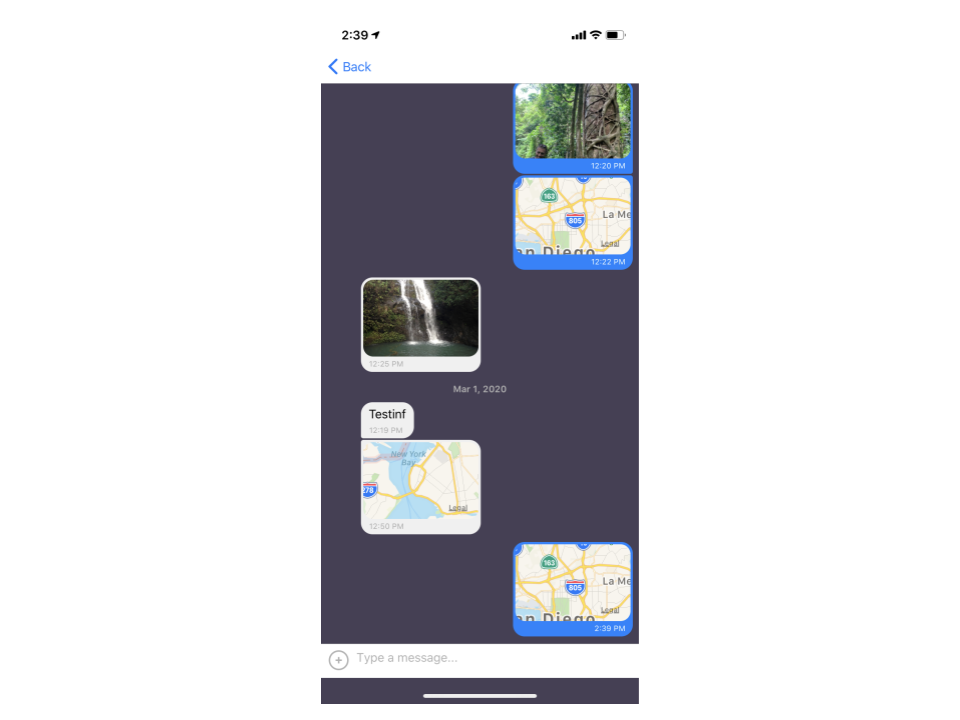 2:39
Back
12:20 PM
163
805
La Me
Legal
an Diego
12:22 PM
12:25 PM
Mar 1, 2020
Testinf
12:19 PM
New York
Bay
278
Legal
12:50 PM
163
805
La Me
Legal
an Diego
2:39 PM
Type a message...